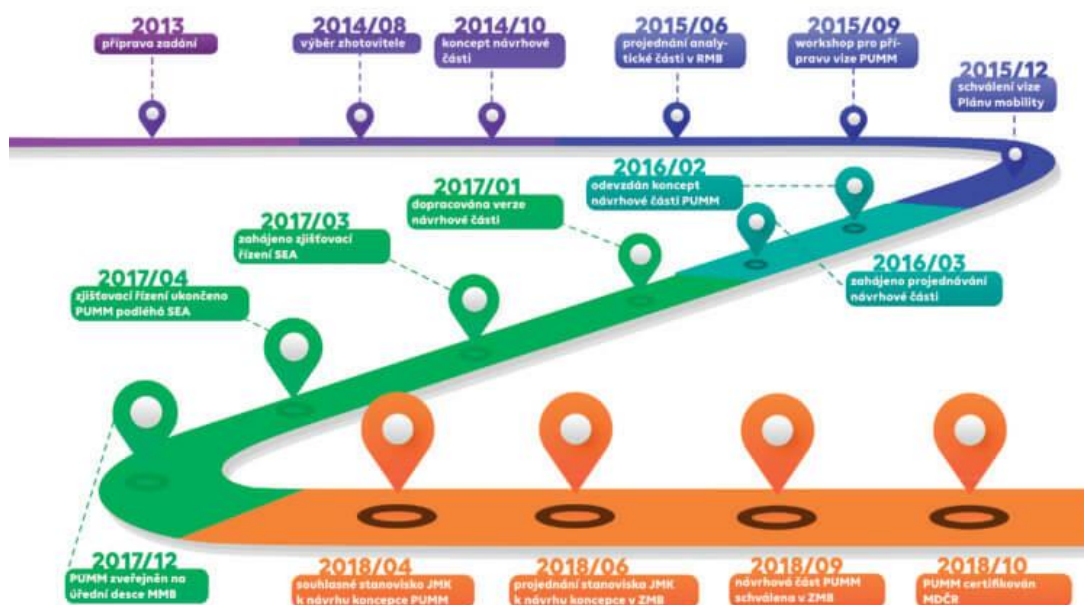 2013
příprava zadání
2014/08
výběr zhotovitele
2014/10
koncept návrhové
části
2015/06
projednání analy-
tické části v RMB
2015/09
workshop pro pří-
pravu vize PUMM
2015/12
schválení vize
Plánu mobility
2016/02
odevzdán koncept
návrhové části PUMM
2016/03
zahájeno projednávání
návrhové části
2017/01
dopracována verze
návrhové části
2017/03
zahájeno zjišťovací
řízení SEA
2017/04
zjišťovací řízení ukončeno
PUMM podléhá SEA
2017/12
PUMM zveřejněn na
úřední desce MMB
2018/04
souhlasné stanovisko JMK
k návrhu koncepce PUMM
2018/06
projednání stanoviska JMK
k návrhu koncepce v ZMB
2018/09
návrhová část PUMM
schválena v ZMB
2018/10
PUMM certifikován
MDČR